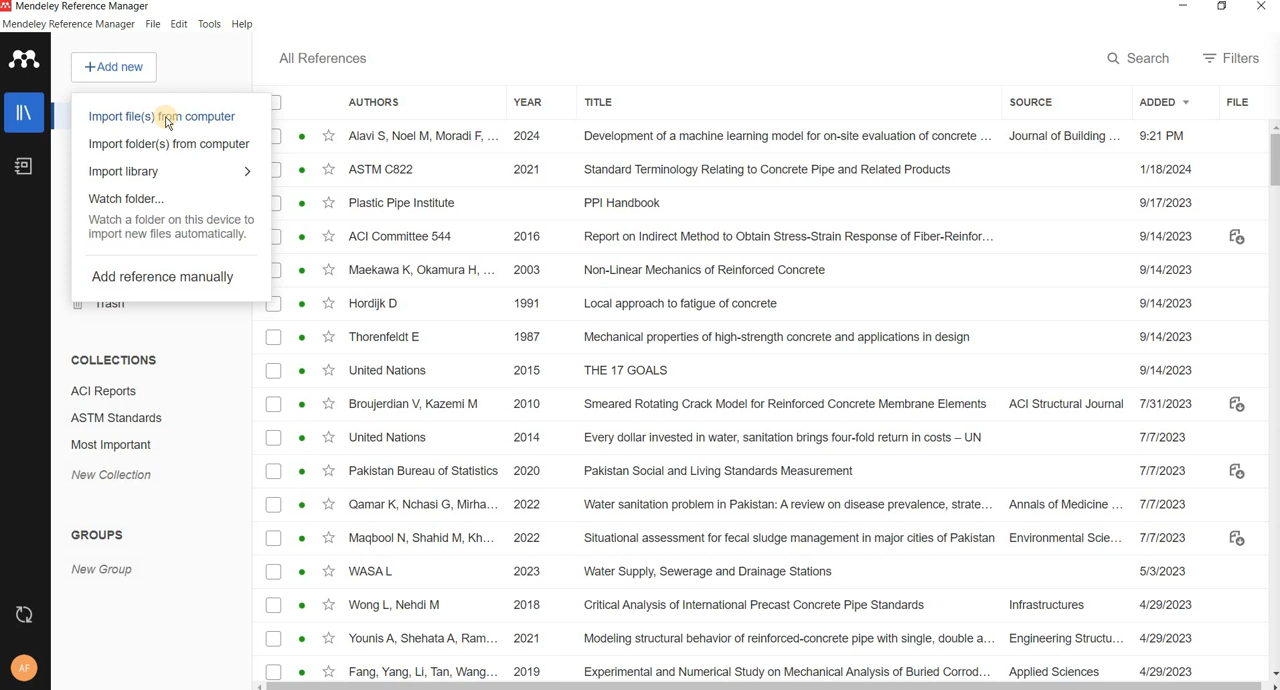 Mendeley Reference Manager
Mendeley Reference Manager File Edit Tools Help
+Add new
All References
Search
Filters
Import file(s) from computer
Import folder(s) from computer
Import library
Watch folder...
Watch a folder on this device to
import new files automatically.
Add reference manually
Trash
COLLECTIONS
ACI Reports
ASTM Standards
Most Important
New Collection
GROUPS
New Group
AF
AUTHORS YEAR TITLE SOURCE ADDED FILE
Alavi S, Noel M, Moradi F, ... 2024 Development of a machine learning model for on-site evaluation of concrete ... Journal of Building ... 9:21 PM
ASTM C822 2021 Standard Terminology Relating to Concrete Pipe and Related Products 1/18/2024
Plastic Pipe Institute PPI Handbook 9/17/2023
ACI Committee 544 2016 Report on Indirect Method to Obtain Stress-Strain Response of Fiber-Reinfor... 9/14/2023
Maekawa K, Okamura H, ... 2003 Non-Linear Mechanics of Reinforced Concrete 9/14/2023
Hordijk D 1991 Local approach to fatigue of concrete 9/14/2023
Thorenfeldt E 1987 Mechanical properties of high-strength concrete and applications in design 9/14/2023
United Nations 2015 THE 17 GOALS 9/14/2023
Broujerdian V, Kazemi M 2010 Smeared Rotating Crack Model for Reinforced Concrete Membrane Elements ACI Structural Journal 7/31/2023
United Nations 2014 Every dollar invested in water, sanitation brings four-fold return in costs – UN 7/7/2023
Pakistan Bureau of Statistics 2020 Pakistan Social and Living Standards Measurement 7/7/2023
Qamar K, Nchasi G, Mirha... 2022 Water sanitation problem in Pakistan: A review on disease prevalence, strate... Annals of Medicine ... 7/7/2023
Maqbool N, Shahid M, Kh... 2022 Situational assessment for fecal sludge management in major cities of Pakistan Environmental Scie... 7/7/2023
WASA L 2023 Water Supply, Sewerage and Drainage Stations 5/3/2023
Wong L, Nehdi M 2018 Critical Analysis of International Precast Concrete Pipe Standards Infrastructures 4/29/2023
Younis A, Shehata A, Ram... 2021 Modeling structural behavior of reinforced-concrete pipe with single, double a... Engineering Structu... 4/29/2023
Fang, Yang, Li, Tan, Wang... 2019 Experimental and Numerical Study on Mechanical Analysis of Buried Corrod... Applied Sciences 4/29/2023